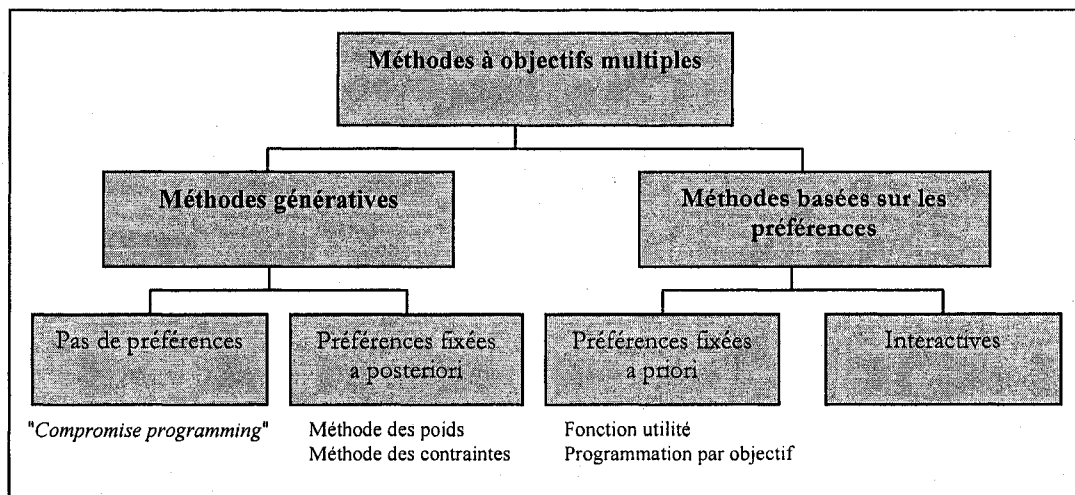 Méthodes à objectifs multiples
Méthodes génératives
Méthodes basées sur les
préférences
Pas de préférences
Préférences fixées
a posteriori
Préférences fixées
a priori
Interactives
"Compromise programming"
Méthode des poids
Méthode des contraintes
Fonction utilité
Programmation par objectif